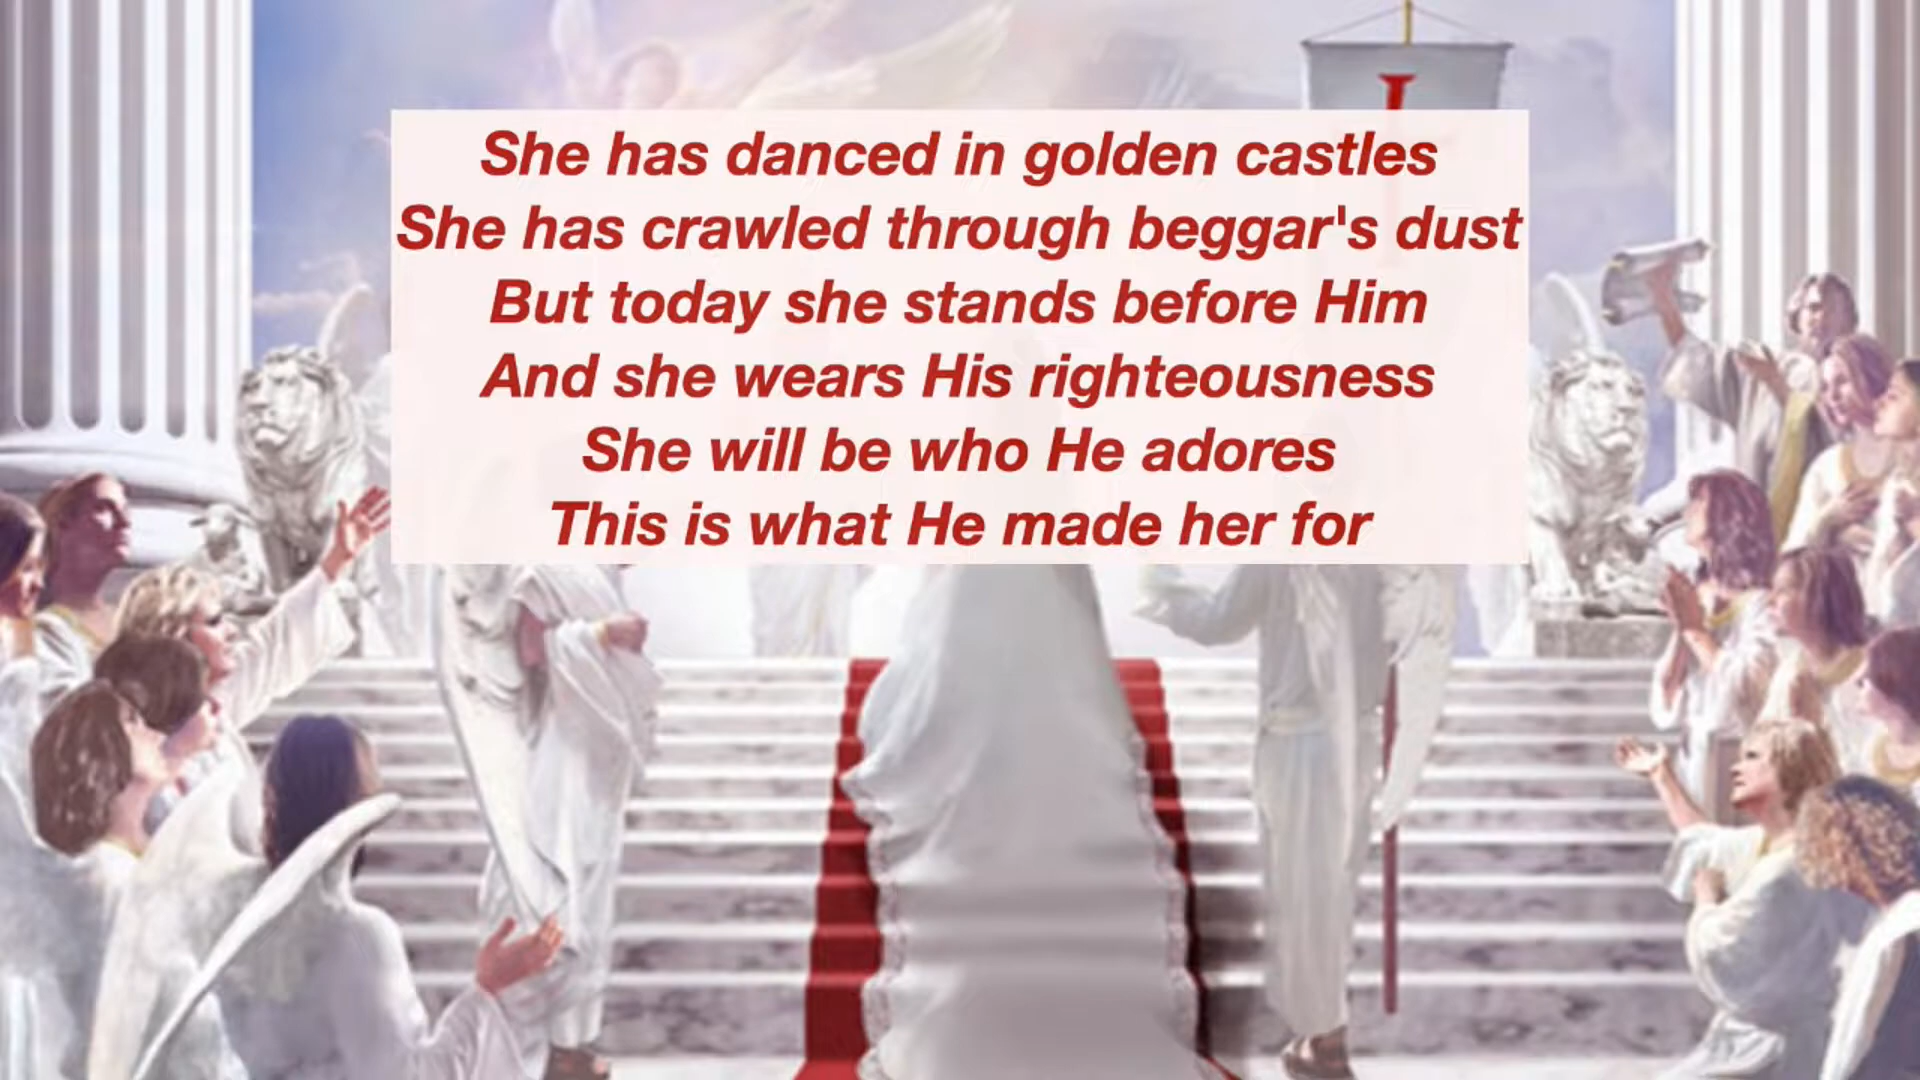 She has danced in golden castles
She has crawled through beggar's dust
But today she stands before Him
And she wears His righteousness
She will be who He adores
This is what He made her for